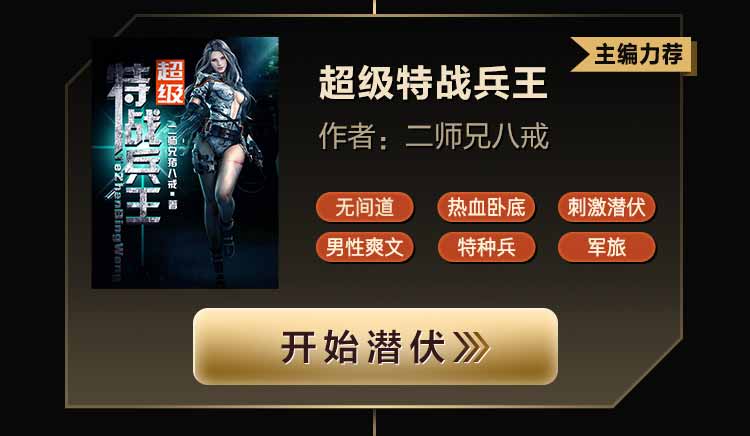 主编力荐
超级特战兵王
作者：二师兄八戒
无间道
热血卧底
刺激潜伏
男性爽文
特种兵
军旅
开始潜伏
超级
特战兵王
二师兄猪八戒·著